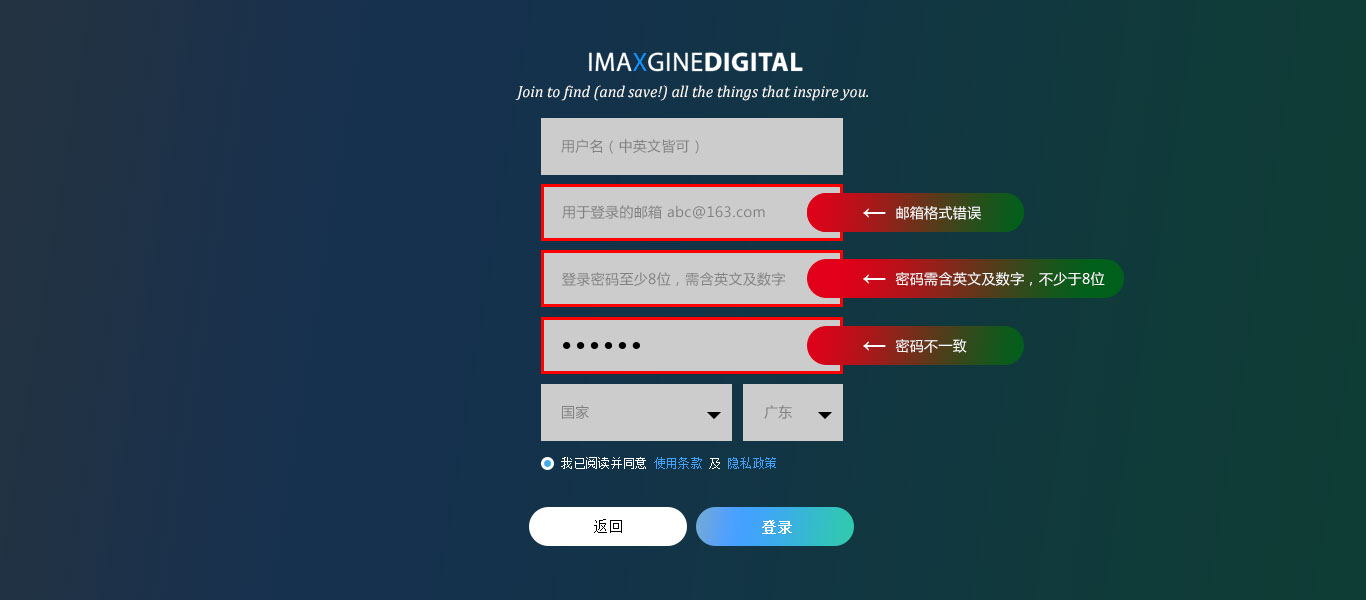 IMAXGINEDIGITAL
Join to find (and save!) all the things that inspire you.
用户名（中英文皆可）
用于登录的邮箱 abc@163.com
← 邮箱格式错误
登录密码至少8位，需含英文及数字
← 密码需含英文及数字，不少于8位
← 密码不一致
国家
广东
我已阅读并同意 使用条款 及 隐私政策
返回
登录